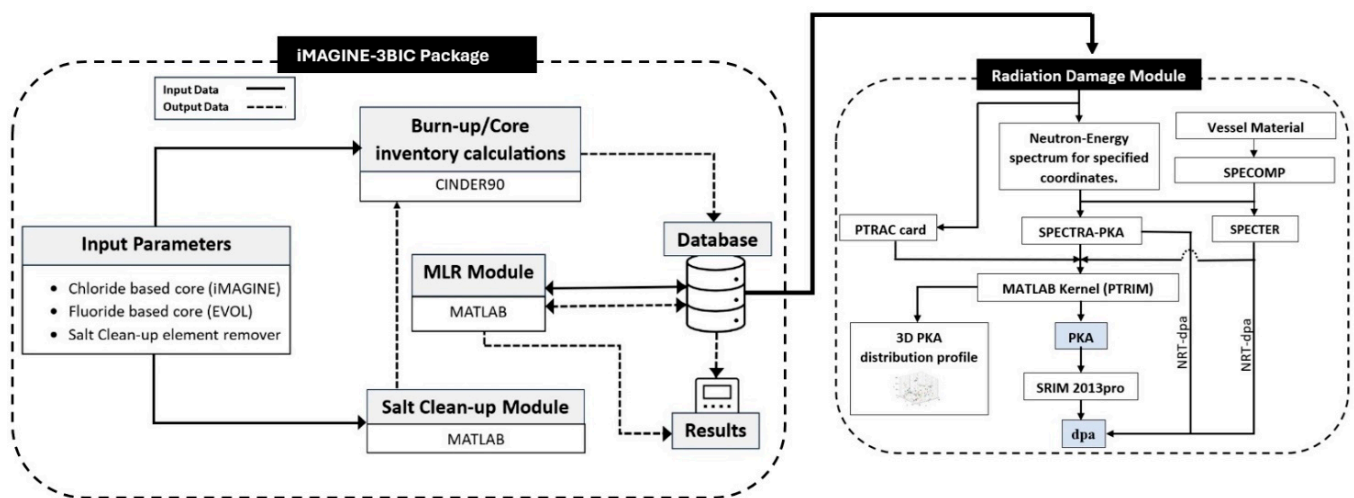 iMAGINE-3BIC Package
Input Data
Output Data
Burn-up/Core
inventory calculations
CINDER90
Input Parameters
• Chloride based core (iMAGINE)
• Fluoride based core (EVOL)
• Salt Clean-up element remover
MLR Module
MATLAB
Database
Salt Clean-up Module
MATLAB
Results
Radiation Damage Module
Neutron-Energy
spectrum for specified
coordinates.
Vessel Material
SPECOMP
PTRAC card
SPECTRA-PKA
SPECTER
MATLAB Kernel (PTRIM)
3D PKA
distribution profile
PKA
SRIM 2013pro
dpa
NRT-dpa
NRT-dpa